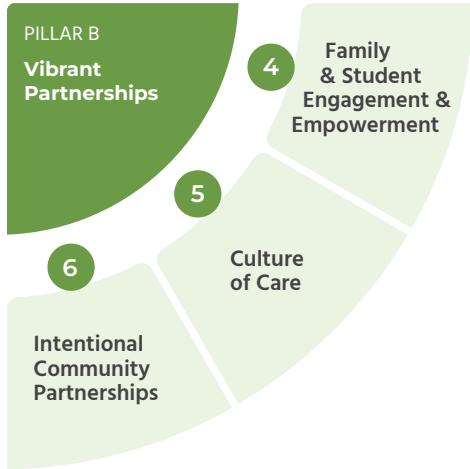 PILLAR B
Vibrant
Partnerships
4
Family
& Student
Engagement &
Empowerment
5
Culture
of Care
6
Intentional
Community
Partnerships